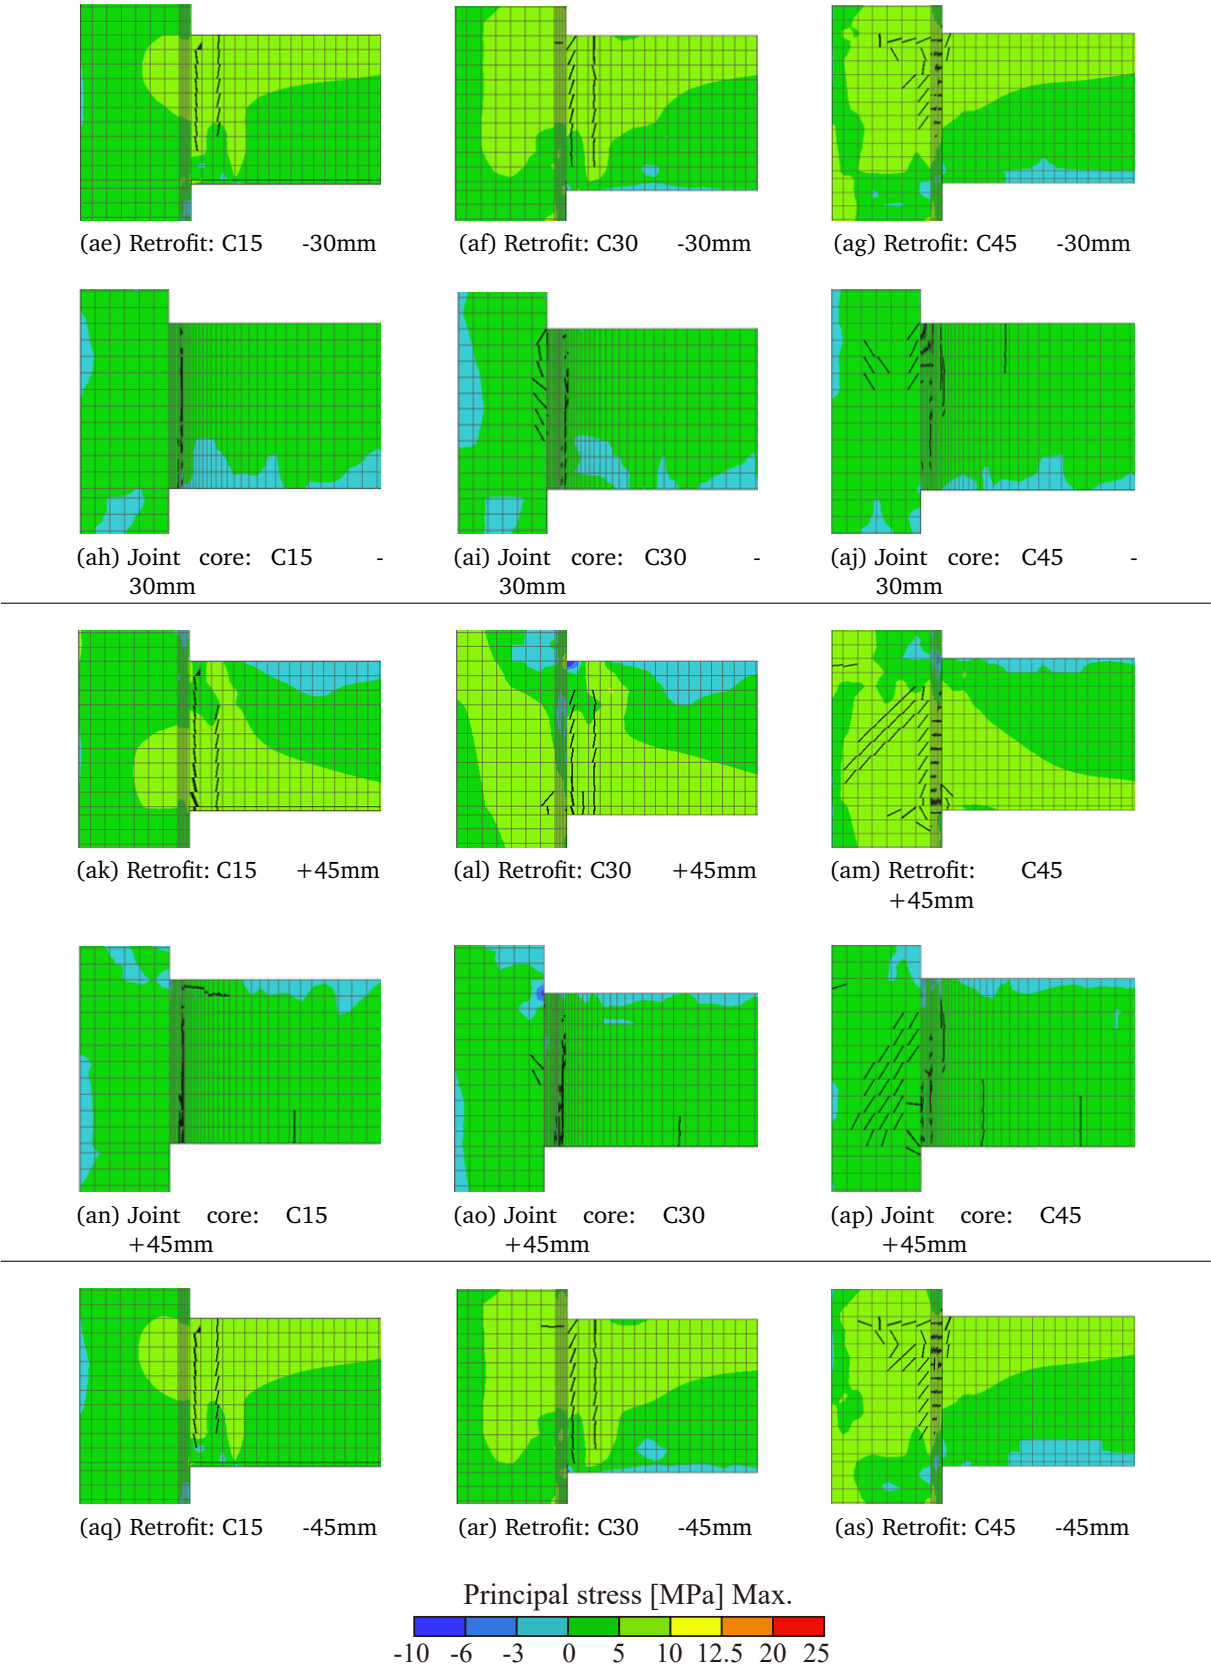 (ae) Retrofit: C15 -30mm
(af) Retrofit: C30 -30mm
(ag) Retrofit: C45 -30mm
(ah) Joint core: C15 -
30mm
(ai) Joint core: C30 -
30mm
(aj) Joint core: C45 -
30mm
(ak) Retrofit: C15 +45mm
(al) Retrofit: C30 +45mm
(am) Retrofit: C45
+45mm
(an) Joint core: C15
+45mm
(ao) Joint core: C30
+45mm
(ap) Joint core: C45
+45mm
(aq) Retrofit: C15 -45mm
(ar) Retrofit: C30 -45mm
(as) Retrofit: C45 -45mm
Principal stress [MPa] Max.
-10 -6 -3 0 5 10 12.5 20 25